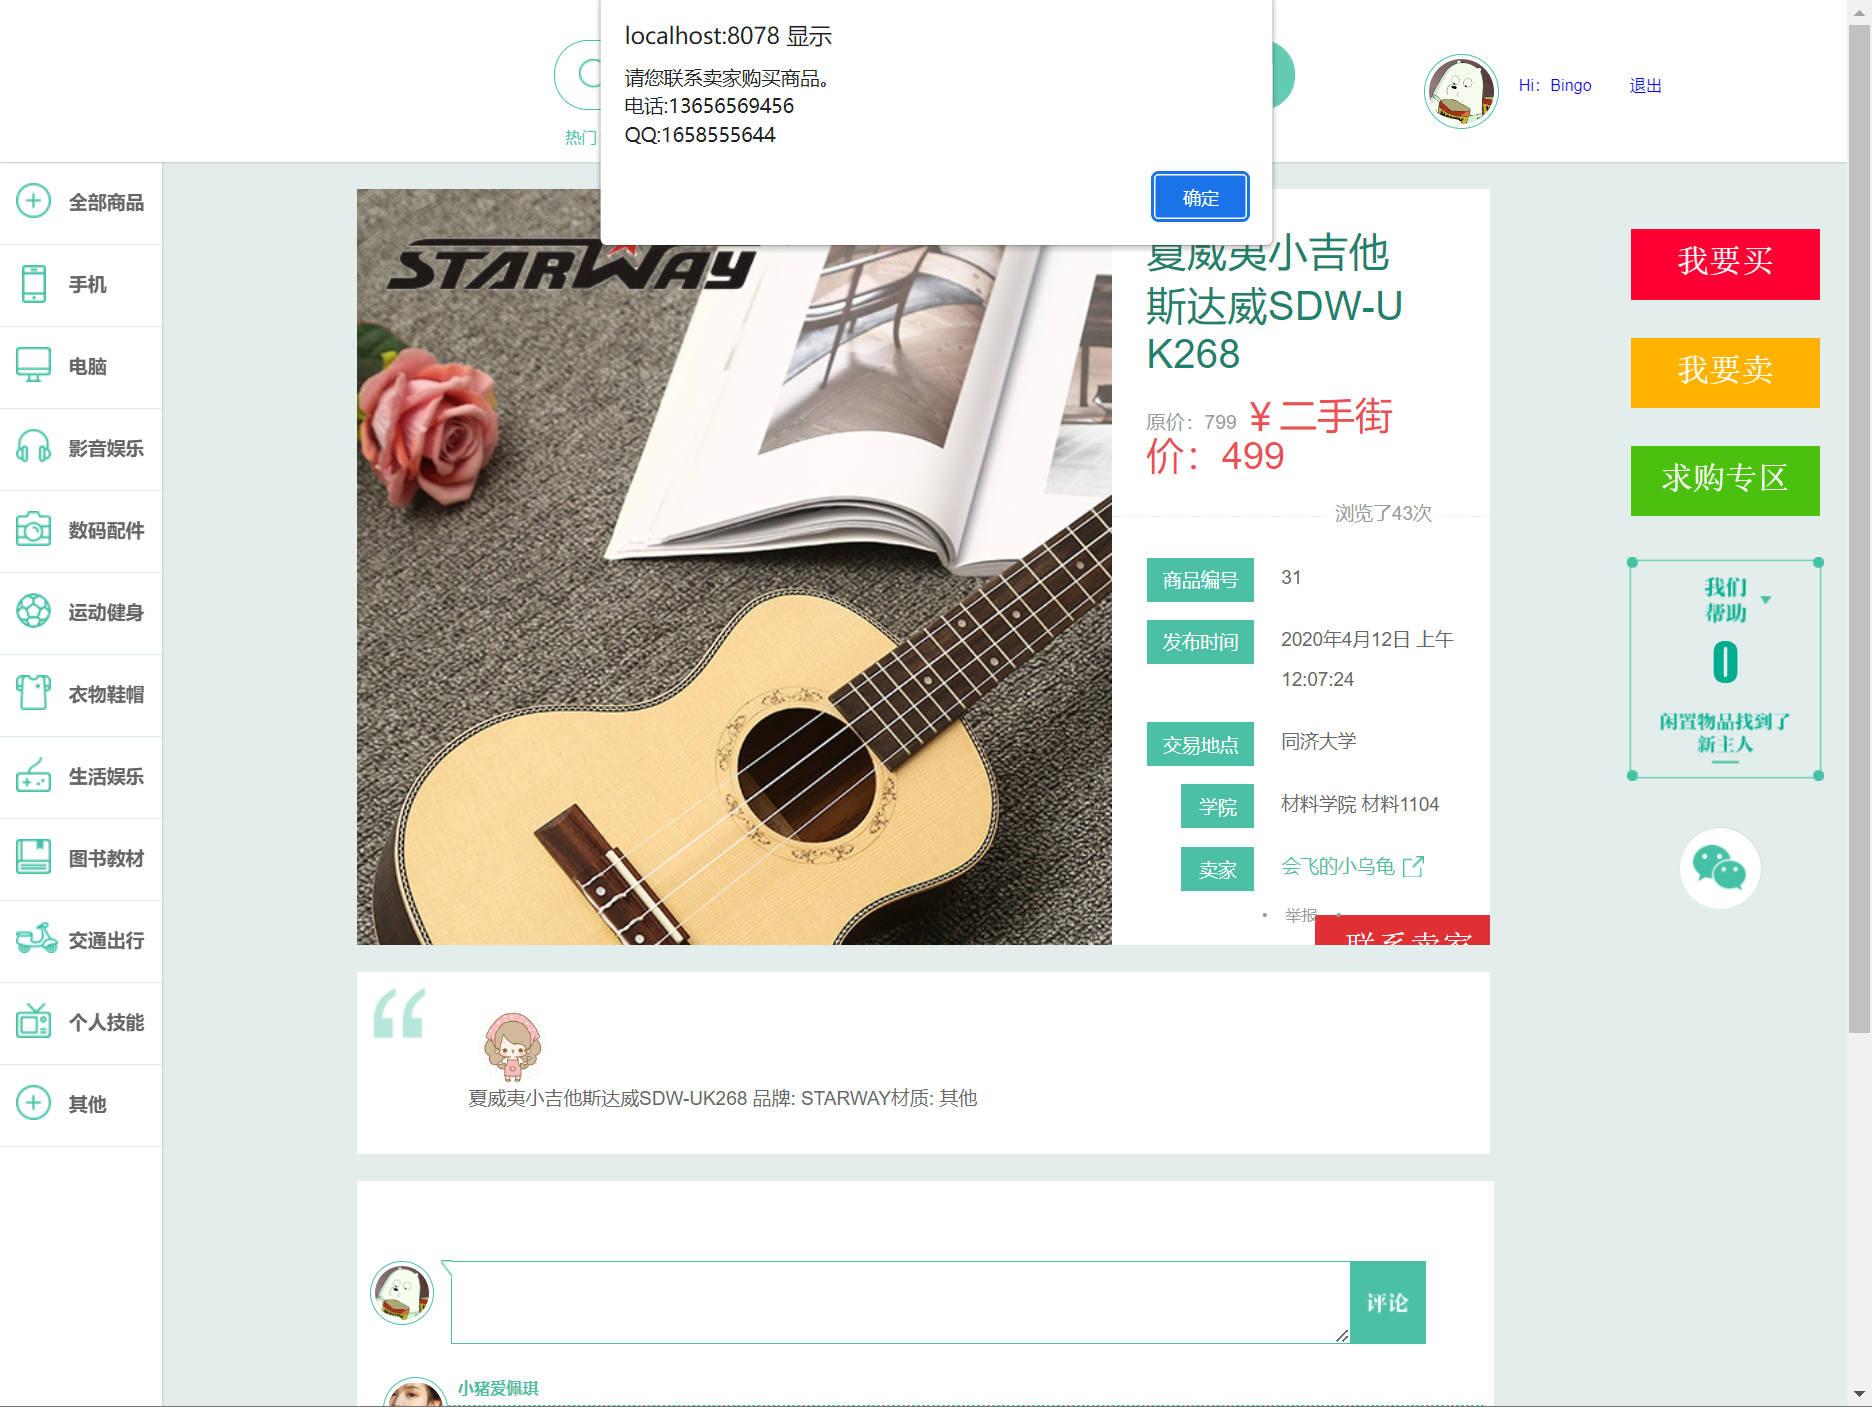 localhost:8078 显示
请您联系卖家购买商品。
电话:13656569456
QQ:1658555644
确定
Hi：Bingo
退出
热门
全部商品
手机
电脑
影音娱乐
数码配件
运动健身
衣物鞋帽
生活娱乐
图书教材
交通出行
个人技能
其他
STARWAY
夏威夷小吉他
斯达威SDW-U
K268
原价：799 ¥二手街
价：499
浏览了43次
商品编号 31
发布时间 2020年4月12日 上午
12:07:24
交易地点 同济大学
学院 材料学院 材料1104
卖家 会飞的小乌龟
• 举报 •
联系卖家
我要买
我要卖
求购专区
我们
帮助
0
闲置物品找到了
新主人
夏威夷小吉他斯达威SDW-UK268 品牌: STARWAY材质: 其他
评论
小猪爱佩琪